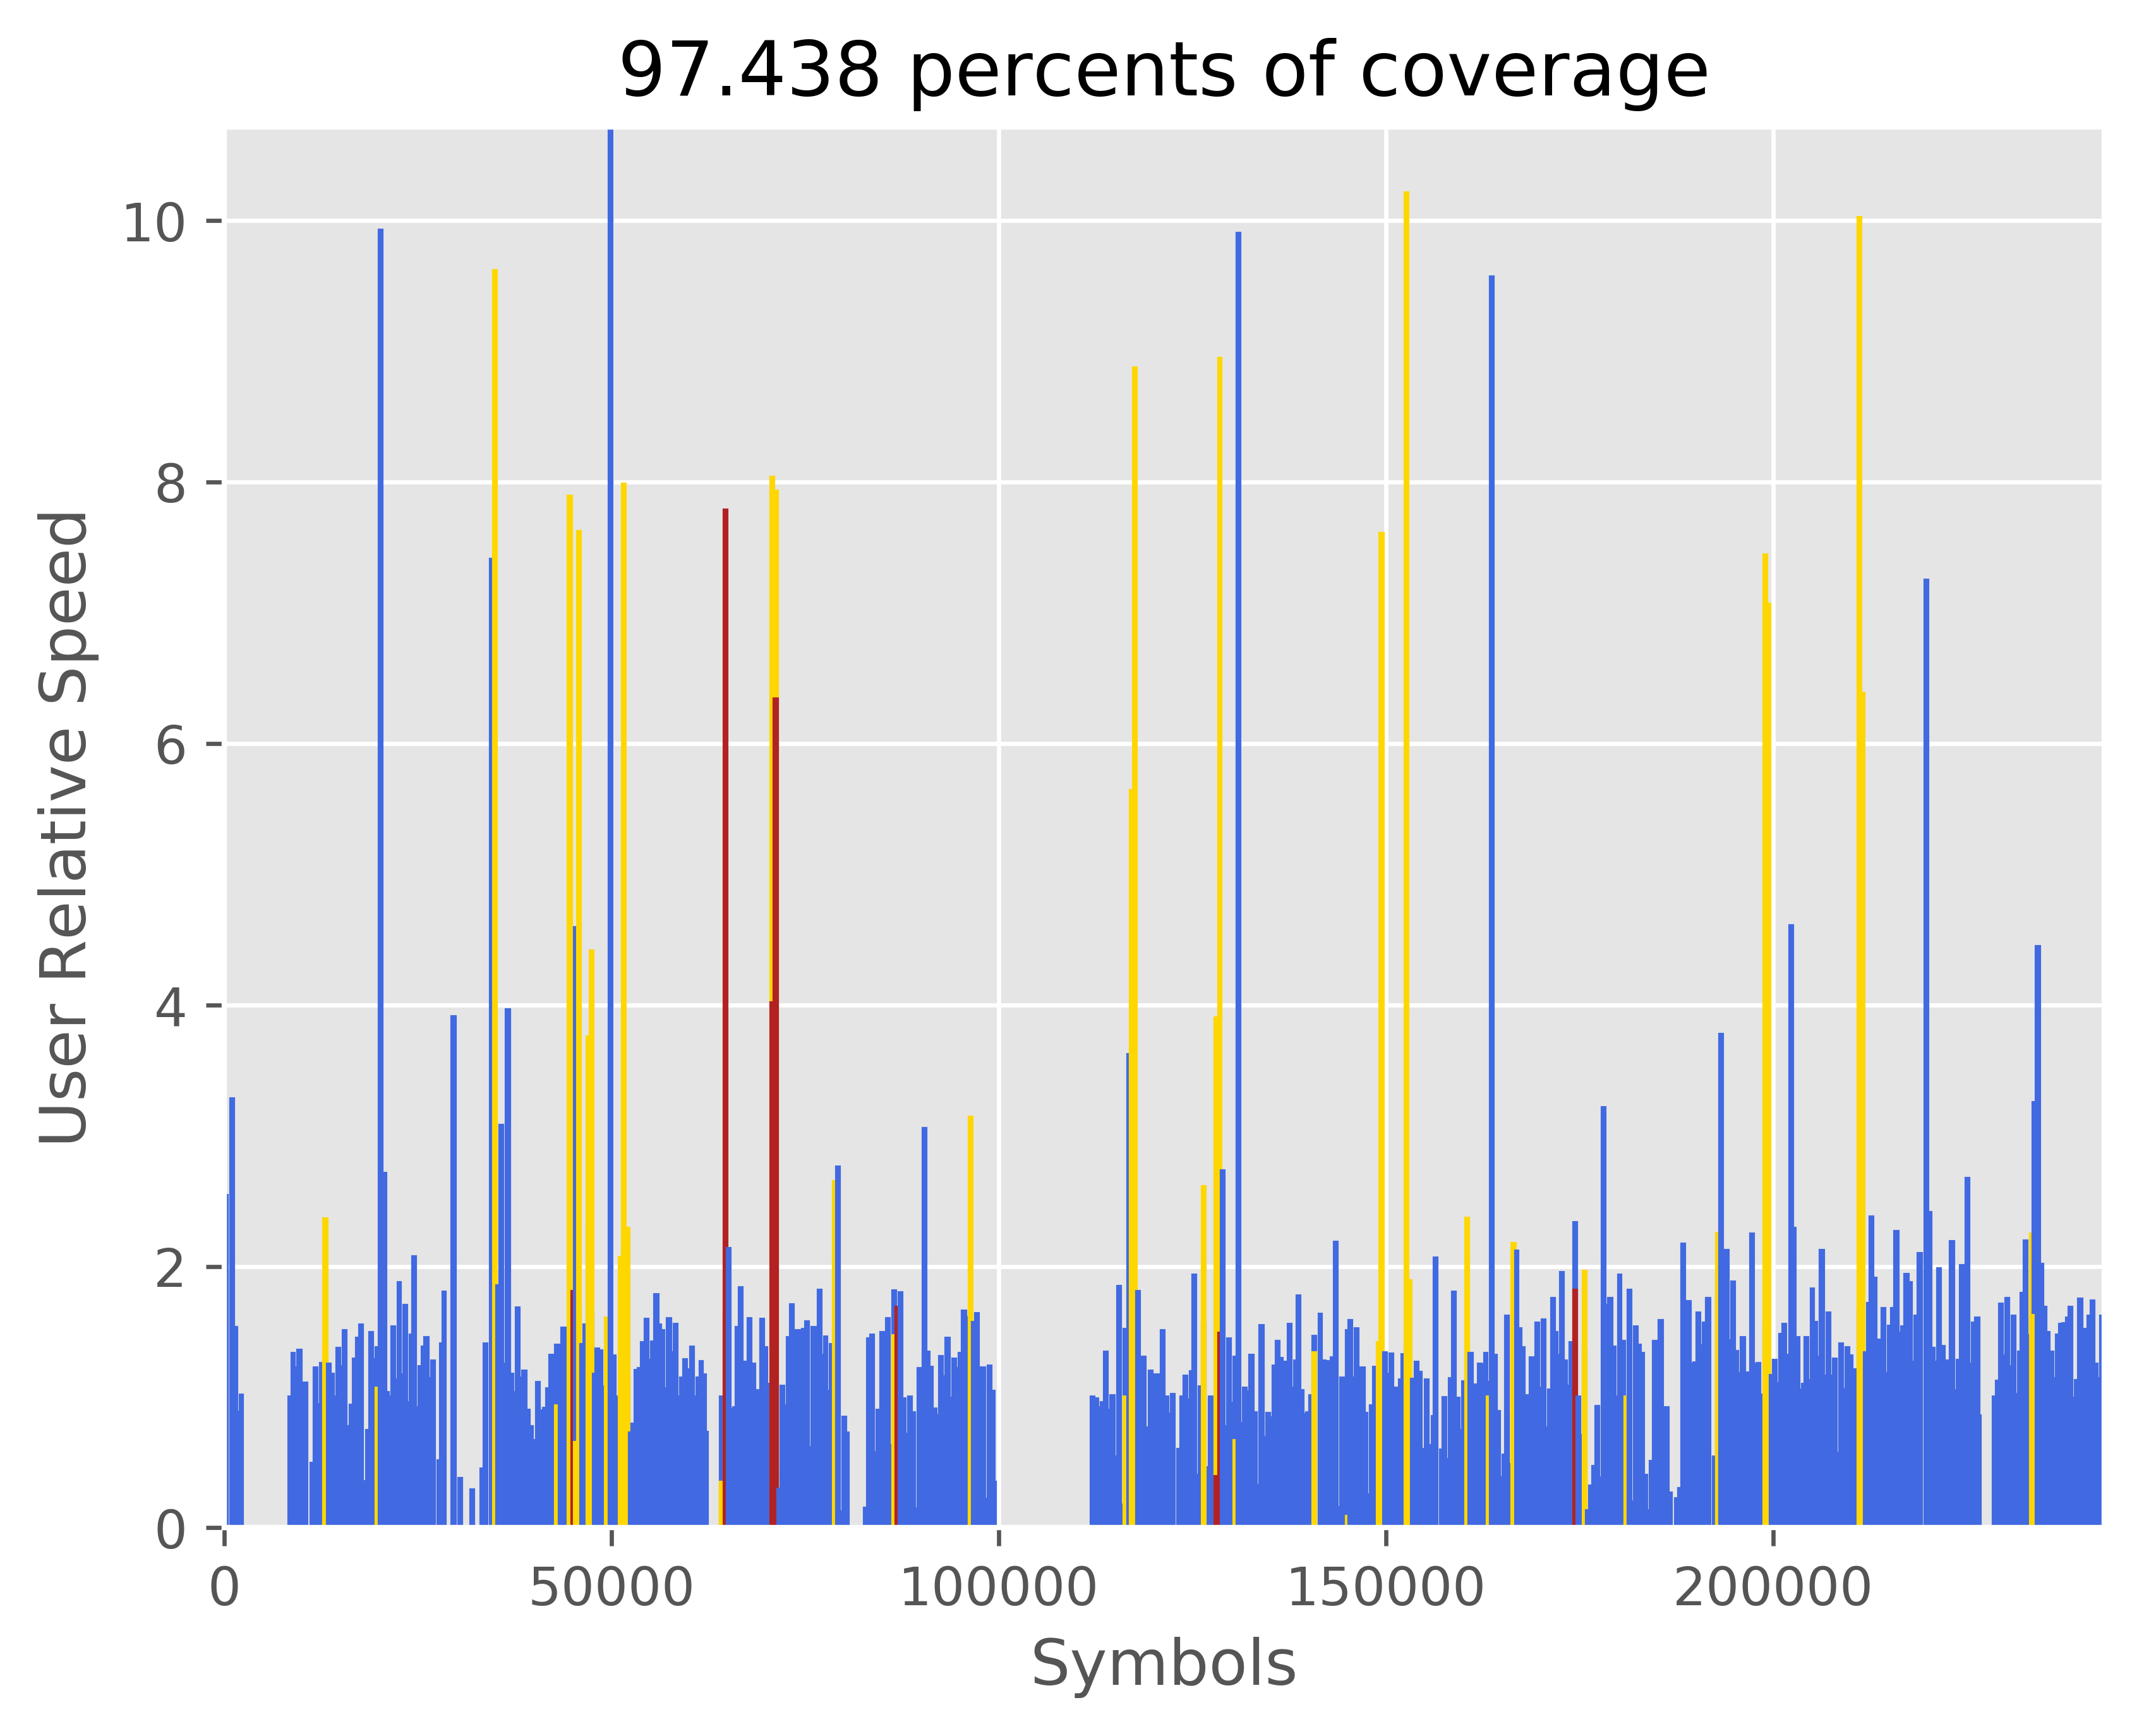 97.438 percents of coverage
10
8
6
4
2
0
User Relative Speed
0 50000 100000 150000 200000
Symbols